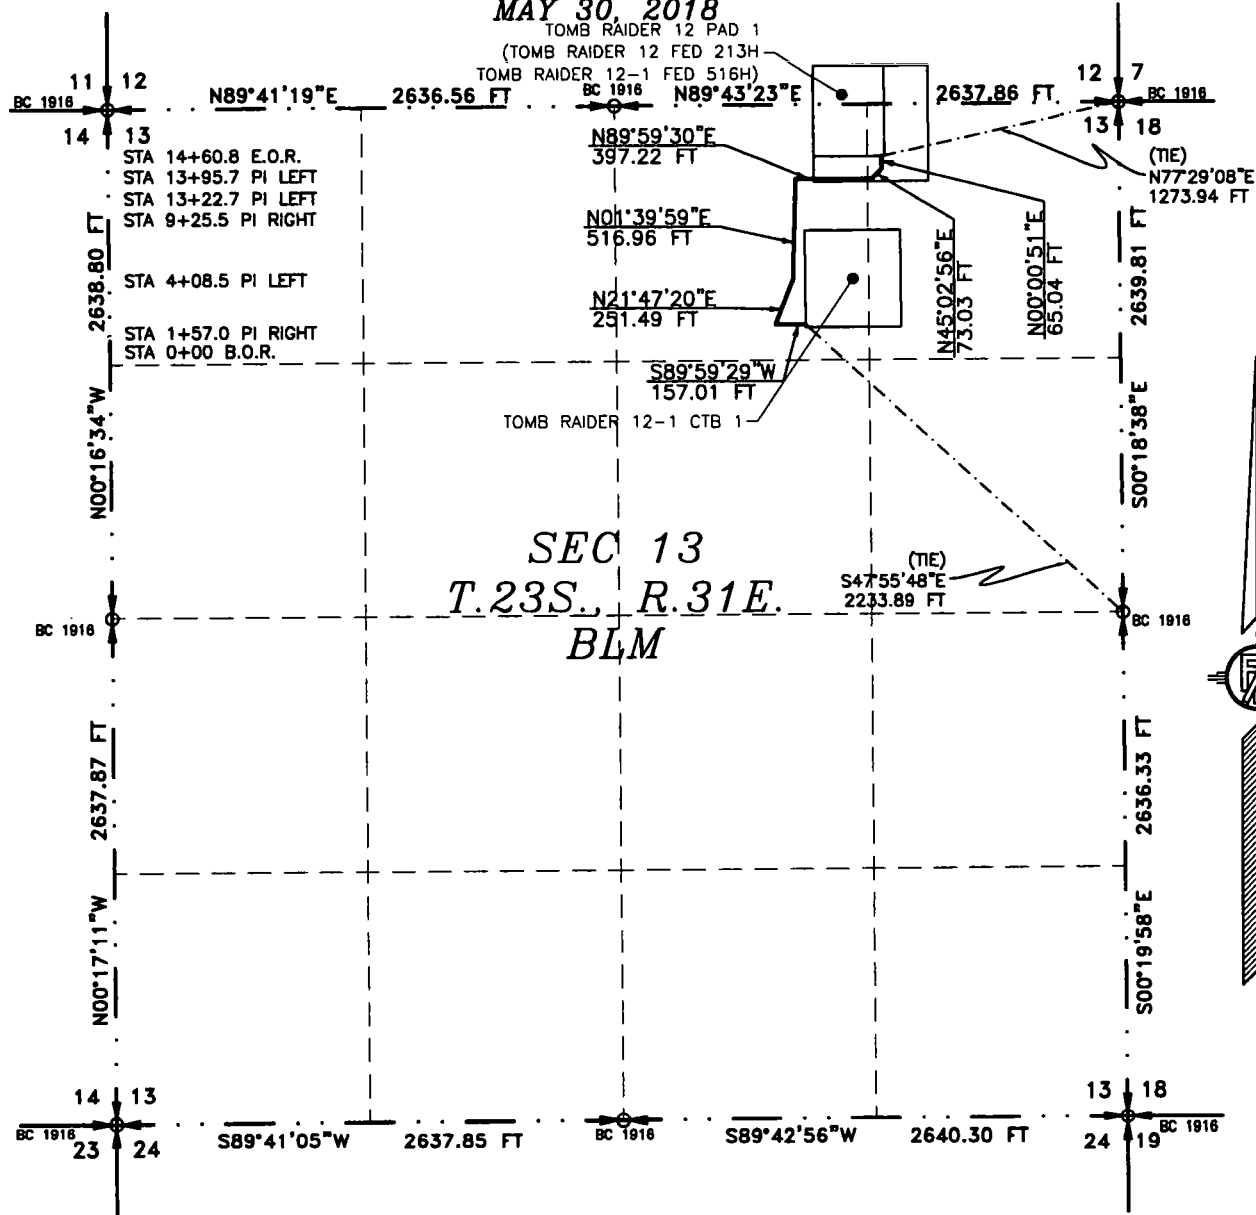 MAY 30, 2018
TOMB RAIDER 12 PAD 1
(TOMB RAIDER 12 FED 213H
TOMB RAIDER 12-1 FED 516H)
11 12
BC 1916
14 13
N89°41'19"E 2636.56 FT
BC 1916
N89°43'23"E 2637.86 FT
12 7
BC 1916
13 18
(TIE)
N77°29'08"E
1273.94 FT
STA 14+60.8 E.O.R.
STA 13+95.7 PI LEFT
STA 13+22.7 PI LEFT
STA 9+25.5 PI RIGHT
STA 4+08.5 PI LEFT
STA 1+57.0 PI RIGHT
STA 0+00 B.O.R.
N89°59'30"E
397.22 FT
N01°39'59"E
516.96 FT
N21°47'20"E
251.49 FT
S89°59'29"W
157.01 FT
TOMB RAIDER 12-1 CTB 1
N45°02'56"E
73.03 FT
N00°00'51"E
65.04 FT
N00°16'34"W 2638.80 FT
S00°18'38"E 2639.81 FT
SEC 13
T.23S., R.31E.
BLM
(TIE)
S47°55'48"E
2233.89 FT
BC 1916
BC 1916
N00°17'11"W 2637.87 FT
S00°19'58"E 2636.33 FT
14 13
BC 1916
23 24
S89°41'05"W 2637.85 FT
BC 1916
S89°42'56"W 2640.30 FT
13 18
BC 1916
24 19